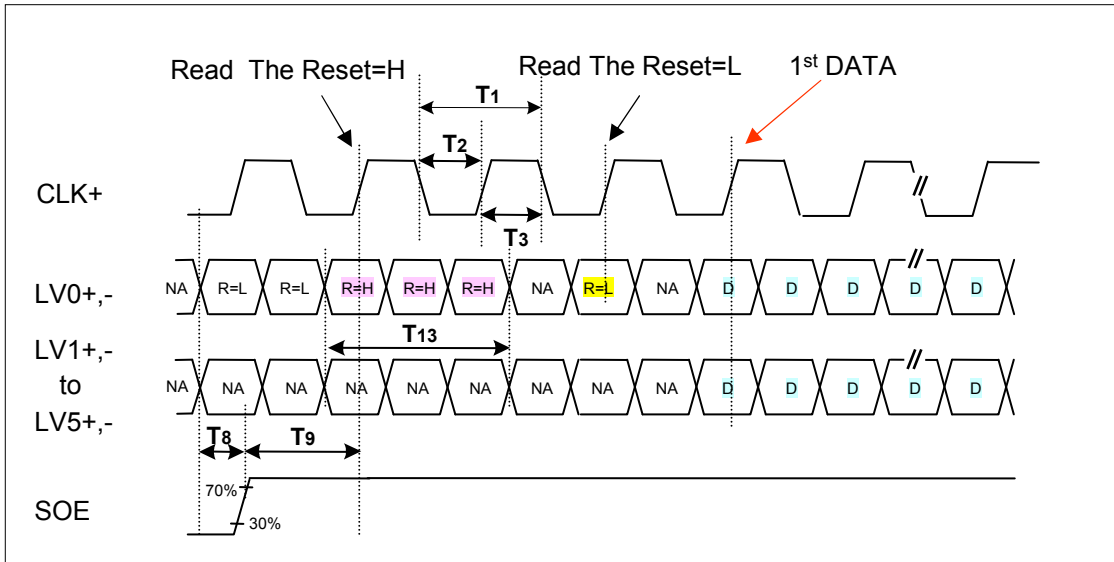 Read The Reset=H
Read The Reset=L
1st DATA
T1
T2
CLK+
T3
LV0+,-
NA R=L R=L R=H R=H R=H NA R=L NA D D D D D
T13
LV1+,-
to
LV5+,-
NA NA NA NA NA NA NA NA NA D D D D D
T8 T9
SOE
70%
30%